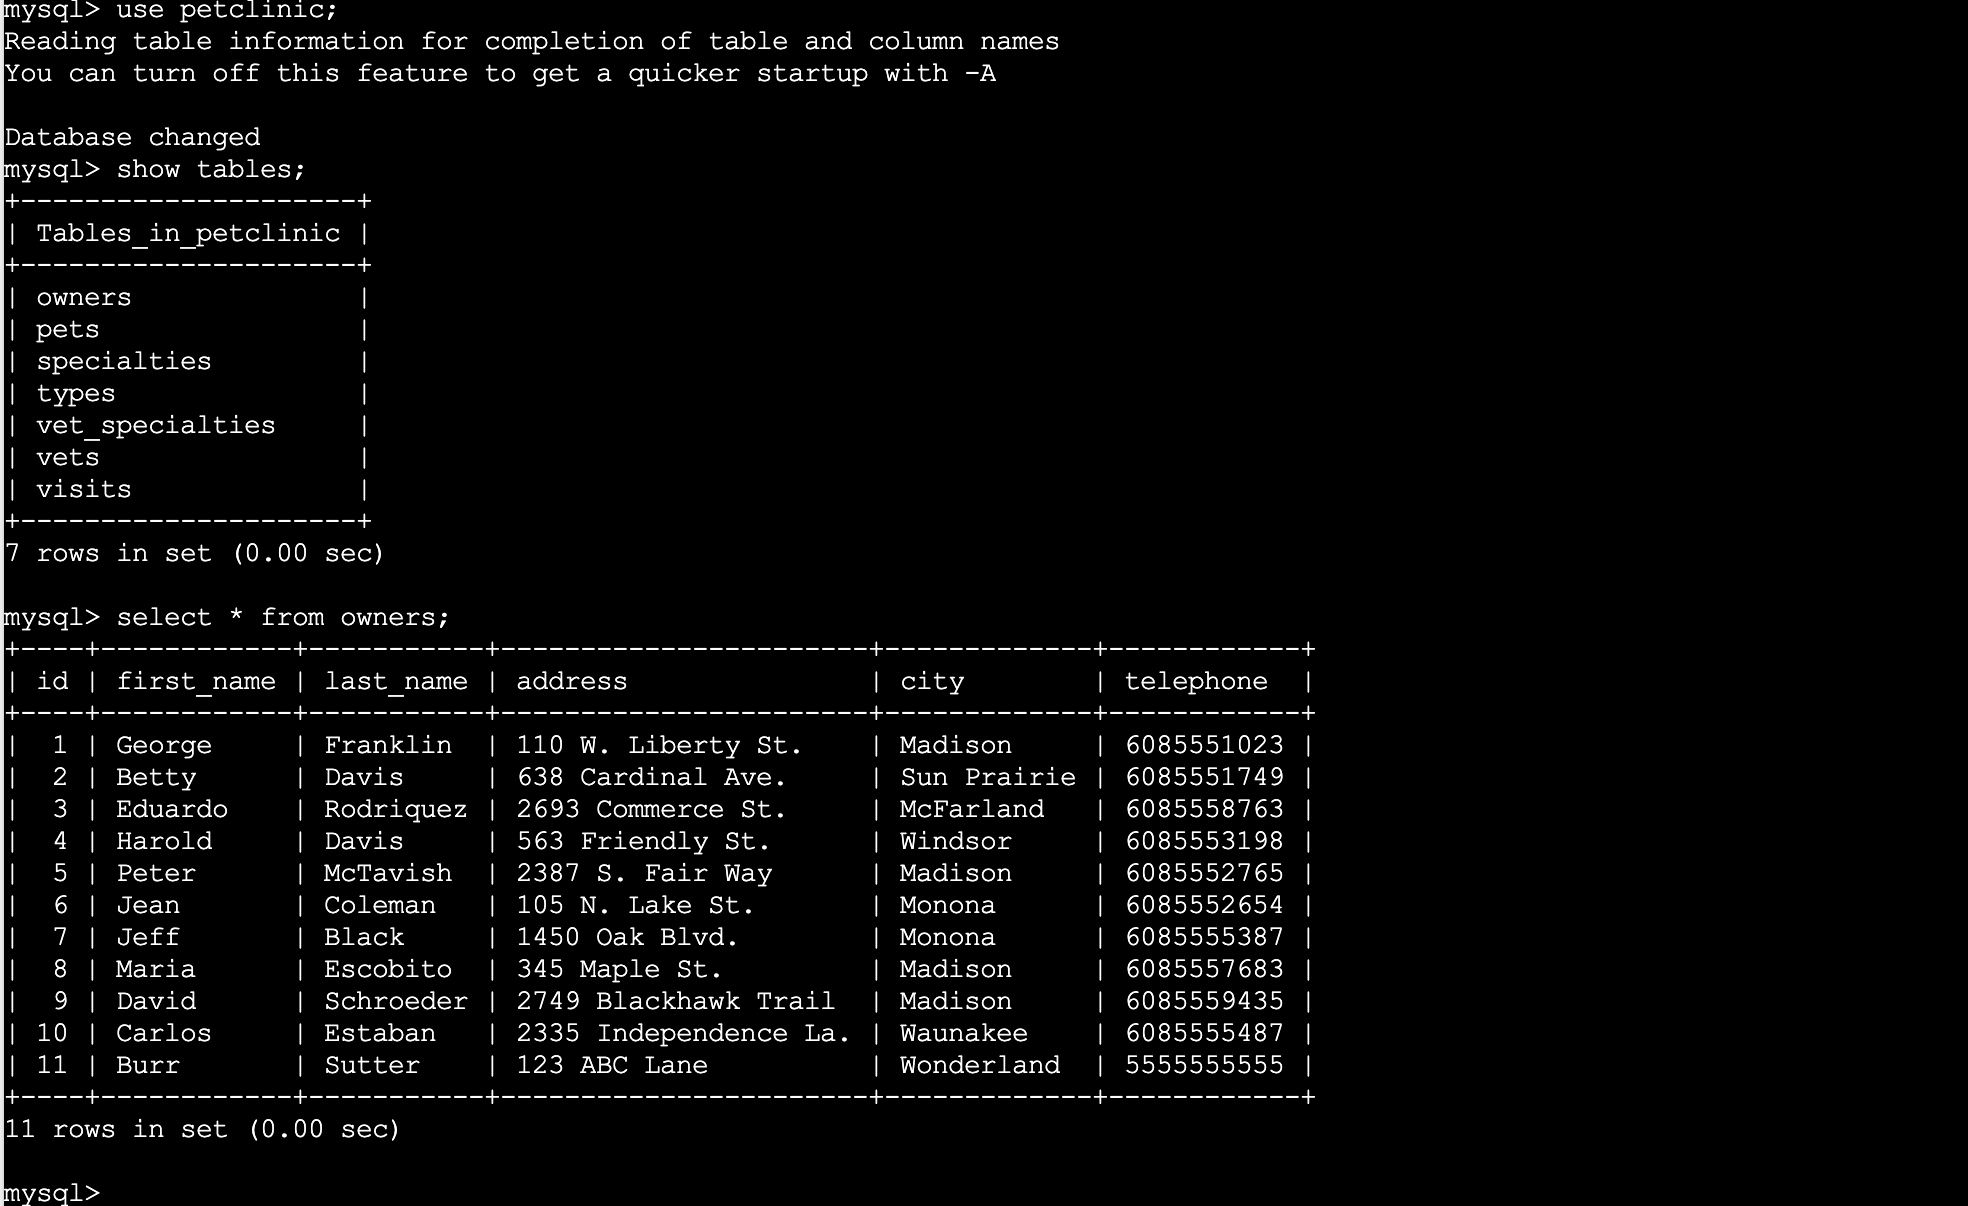 mysql> use petclinic;
Reading table information for completion of table and column names
You can turn off this feature to get a quicker startup with -A
Database changed
mysql> show tables;
+---------------------+
| Tables_in_petclinic |
+---------------------+
| owners              |
| pets                |
| specialties         |
| types               |
| vet_specialties     |
| vets                |
| visits              |
+---------------------+
7 rows in set (0.00 sec)
mysql> select * from owners;
+----+------------+-----------+-----------------------+-------------+------------+
| id | first_name | last_name | address               | city        | telephone  |
+----+------------+-----------+-----------------------+-------------+------------+
|  1 | George     | Franklin  | 110 W. Liberty St.    | Madison     | 6085551023 |
|  2 | Betty      | Davis     | 638 Cardinal Ave.     | Sun Prairie | 6085551749 |
|  3 | Eduardo    | Rodriquez | 2693 Commerce St.     | McFarland   | 6085558763 |
|  4 | Harold     | Davis     | 563 Friendly St.      | Windsor     | 6085553198 |
|  5 | Peter      | McTavish  | 2387 S. Fair Way      | Madison     | 6085552765 |
|  6 | Jean       | Coleman   | 105 N. Lake St.       | Monona      | 6085552654 |
|  7 | Jeff       | Black     | 1450 Oak Blvd.        | Monona      | 6085555387 |
|  8 | Maria      | Escobito  | 345 Maple St.         | Madison     | 6085557683 |
|  9 | David      | Schroeder | 2749 Blackhawk Trail  | Madison     | 6085559435 |
| 10 | Carlos     | Estaban   | 2335 Independence La. | Waunakee    | 6085555487 |
| 11 | Burr       | Sutter    | 123 ABC Lane          | Wonderland  | 5555555555 |
+----+------------+-----------+-----------------------+-------------+------------+
11 rows in set (0.00 sec)
mysql>